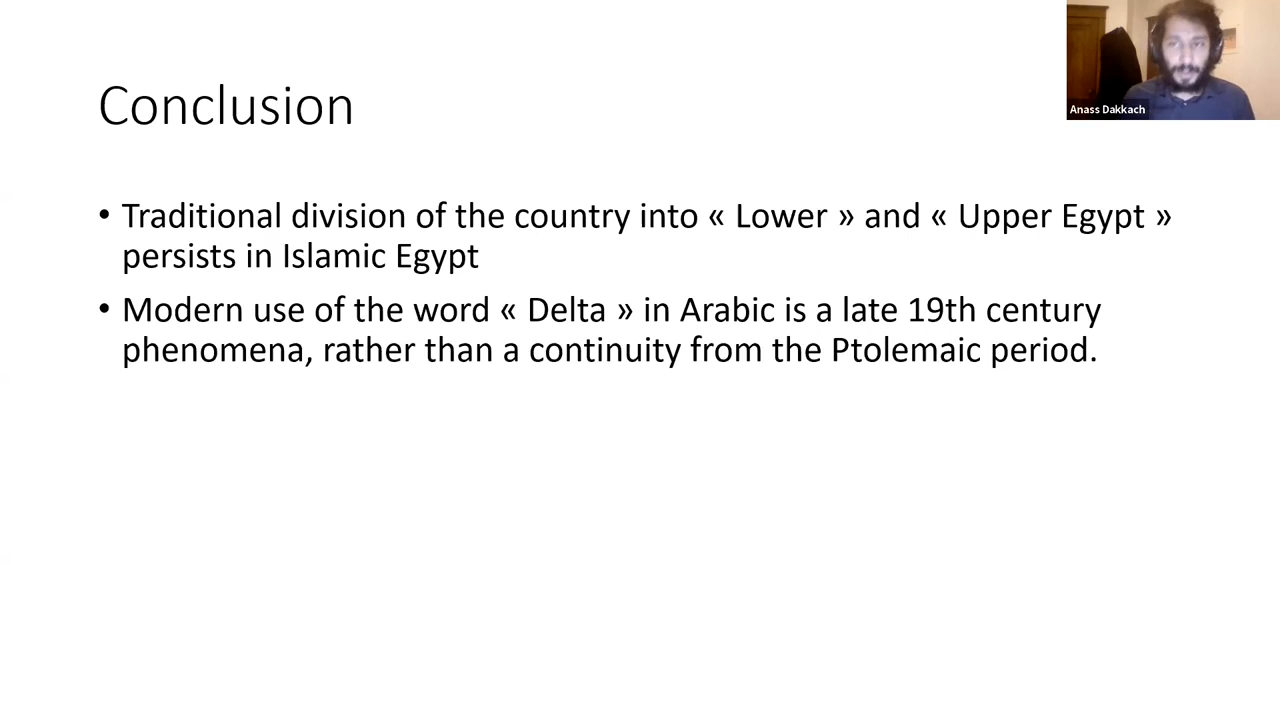 Anass Dakkach
Conclusion
• Traditional division of the country into « Lower » and « Upper Egypt »
persists in Islamic Egypt
• Modern use of the word « Delta » in Arabic is a late 19th century
phenomena, rather than a continuity from the Ptolemaic period.